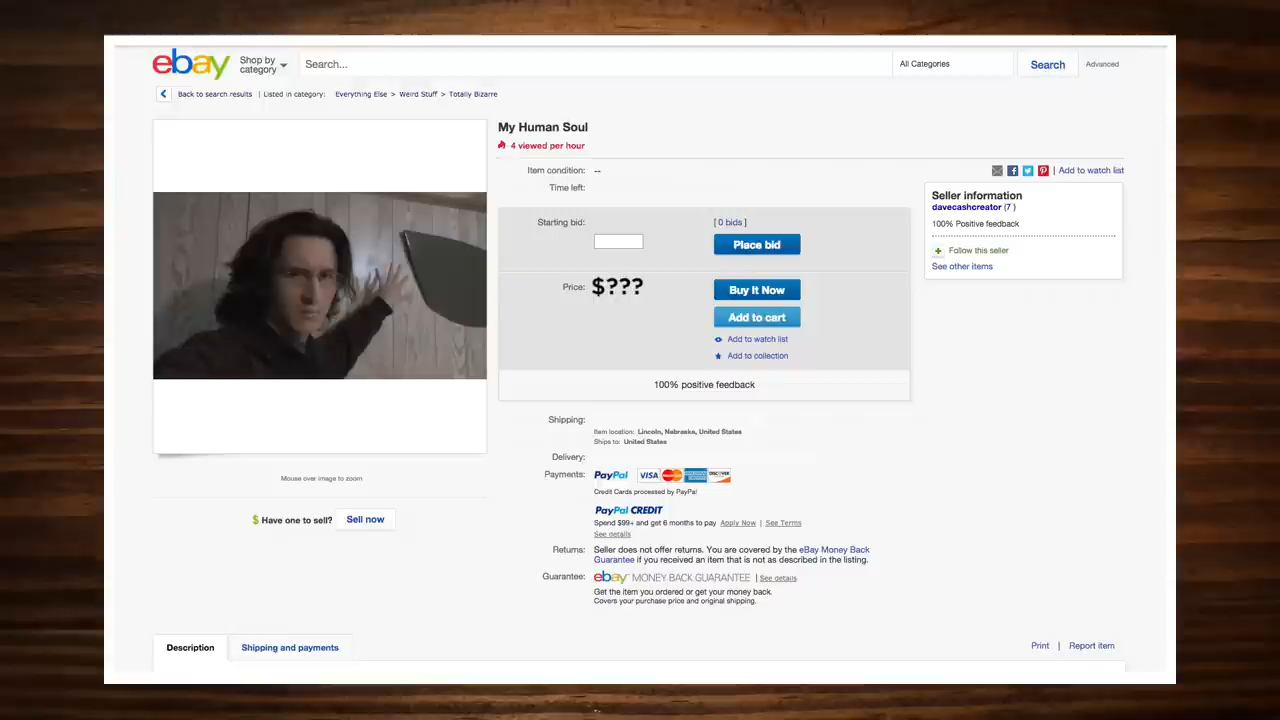 ebay
Shop by category
Search...
All Categories
Search
Advanced
Back to search results | Listed in category: Everything Else > Weird Stuff > Totally Bizarre
My Human Soul
4 viewed per hour
Item condition: --
Time left:
| Add to watch list
Starting bid:
[ 0 bids ]
Place bid
Price: $???
Buy It Now
Add to cart
Add to watch list
Add to collection
100% positive feedback
Seller information
davecashcreator (7 )
100% Positive feedback
+ Follow this seller
See other items
Mouse over image to zoom
$ Have one to sell? Sell now
Shipping:
Item location: Lincoln, Nebraska, United States
Ships to: United States
Delivery:
Payments: PayPal VISA MasterCard AMERICAN EXPRESS DISCOVER
Credit Cards processed by PayPal
PayPal CREDIT
Spend $99+ and get 6 months to pay Apply Now | See Terms
See details
Returns: Seller does not offer returns. You are covered by the eBay Money Back
Guarantee if you received an item that is not as described in the listing.
Guarantee: ebay MONEY BACK GUARANTEE | See details
Get the item you ordered or get your money back.
Covers your purchase price and original shipping.
Description
Shipping and payments
Print | Report item